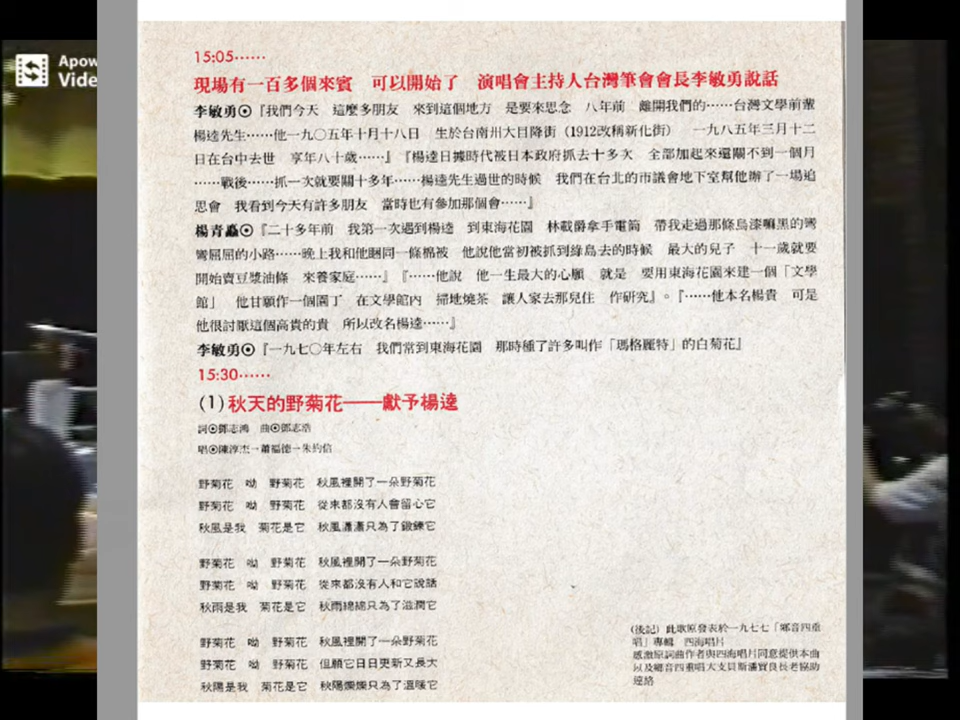 Apow
Vide
15:05……
現場有一百多個來賓　可以開始了　演唱會主持人台灣筆會會長李敏勇說話
李敏勇⊙『我們今天　這麼多朋友　來到這個地方　是要來思念　八年前　離開我們的……台灣文學前輩
楊逵先生……他一九〇五年十月十八日　生於台南州大目降街（1912改稱新化街）　一九八五年三月十二
日在台中去世　享年八十歲……』『楊逵日據時代被日本政府抓去十多次　全部加起來還關不到一個月
……戰後……抓一次就要關十多年……楊逵先生過世的時候　我們在台北的市議會地下室幫他辦了一場追
思會　我看到今天有許多朋友　當時也有參加那個會……』
楊青矗⊙『二十多年前　我第一次遇到楊逵　到東海花園　林載爵拿手電筒　帶我走過那條烏漆嘛黑的彎
彎屈屈的小路……晚上我和他睏同一條棉被　他說他當初被抓到綠島去的時候　最大的兒子　十一歲就要
開始賣豆漿油條　來養家庭……』『……他說　他一生最大的心願　就是　要用東海花園來建一個「文學
館」　他甘願作一個園丁　在文學館內　掃地燒茶　讓人家去那兒住　作研究』。『……他本名楊貴　可是
他很討厭這個高貴的貴　所以改名楊逵……』
李敏勇⊙『一九七〇年左右　我們常到東海花園　那時種了許多叫作「瑪格麗特」的白菊花』
15:30……
(1)秋天的野菊花——獻予楊逵
詞⊙鄧志鴻　曲⊙鄧志浩
唱⊙陳淳杰→蕭福德→朱約信
野菊花　呦　野菊花　秋風裡開了一朵野菊花
野菊花　呦　野菊花　從來都沒有人會留心它
秋風是我　菊花是它　秋風瀟瀟只為了鍛鍊它
野菊花　呦　野菊花　秋風裡開了一朵野菊花
野菊花　呦　野菊花　從來都沒有人和它說話
秋雨是我　菊花是它　秋雨綿綿只為了滋潤它
野菊花　呦　野菊花　秋風裡開了一朵野菊花
野菊花　呦　野菊花　但願它日日更新又長大
秋陽是我　菊花是它　秋陽燦燦只為了溫暖它
(後記) 此歌原發表於一九七七「鄉音四重
唱」專輯　四海唱片
感激原詞曲作者與四海唱片同意提供本曲
以及鄉音四重唱大支貝斯潘寶良長老協助
連絡